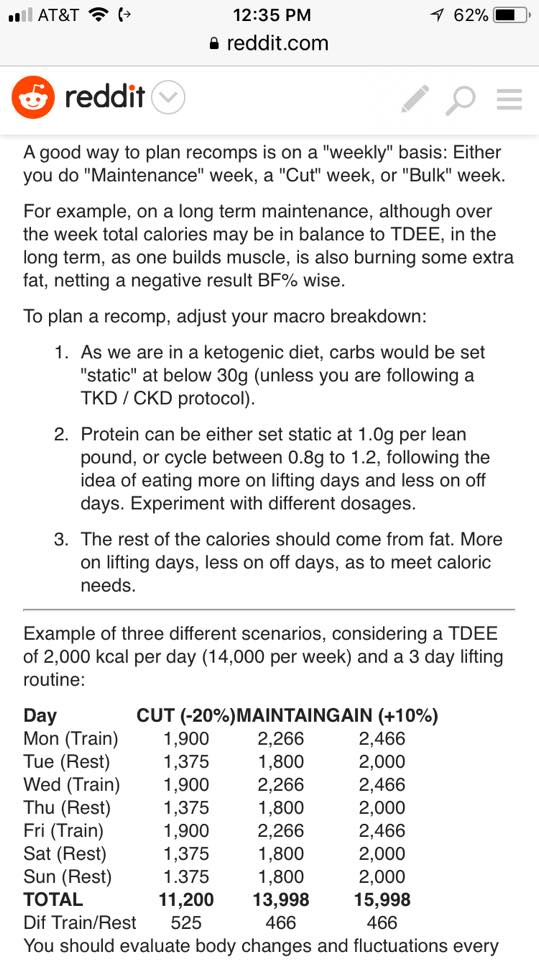 AT&T 12:35 PM 62%
reddit.com
reddit
A good way to plan recomps is on a "weekly" basis: Either
you do "Maintenance" week, a "Cut" week, or "Bulk" week.
For example, on a long term maintenance, although over
the week total calories may be in balance to TDEE, in the
long term, as one builds muscle, is also burning some extra
fat, netting a negative result BF% wise.
To plan a recomp, adjust your macro breakdown:
1. As we are in a ketogenic diet, carbs would be set
"static" at below 30g (unless you are following a
TKD / CKD protocol).
2. Protein can be either set static at 1.0g per lean
pound, or cycle between 0.8g to 1.2, following the
idea of eating more on lifting days and less on off
days. Experiment with different dosages.
3. The rest of the calories should come from fat. More
on lifting days, less on off days, as to meet caloric
needs.
Example of three different scenarios, considering a TDEE
of 2,000 kcal per day (14,000 per week) and a 3 day lifting
routine:
Day CUT (-20%)MAINTAINGAIN (+10%)
Mon (Train) 1,900 2,266 2,466
Tue (Rest) 1,375 1,800 2,000
Wed (Train) 1,900 2,266 2,466
Thu (Rest) 1,375 1,800 2,000
Fri (Train) 1,900 2,266 2,466
Sat (Rest) 1,375 1,800 2,000
Sun (Rest) 1.375 1,800 2,000
TOTAL 11,200 13,998 15,998
Dif Train/Rest 525 466 466
You should evaluate body changes and fluctuations every